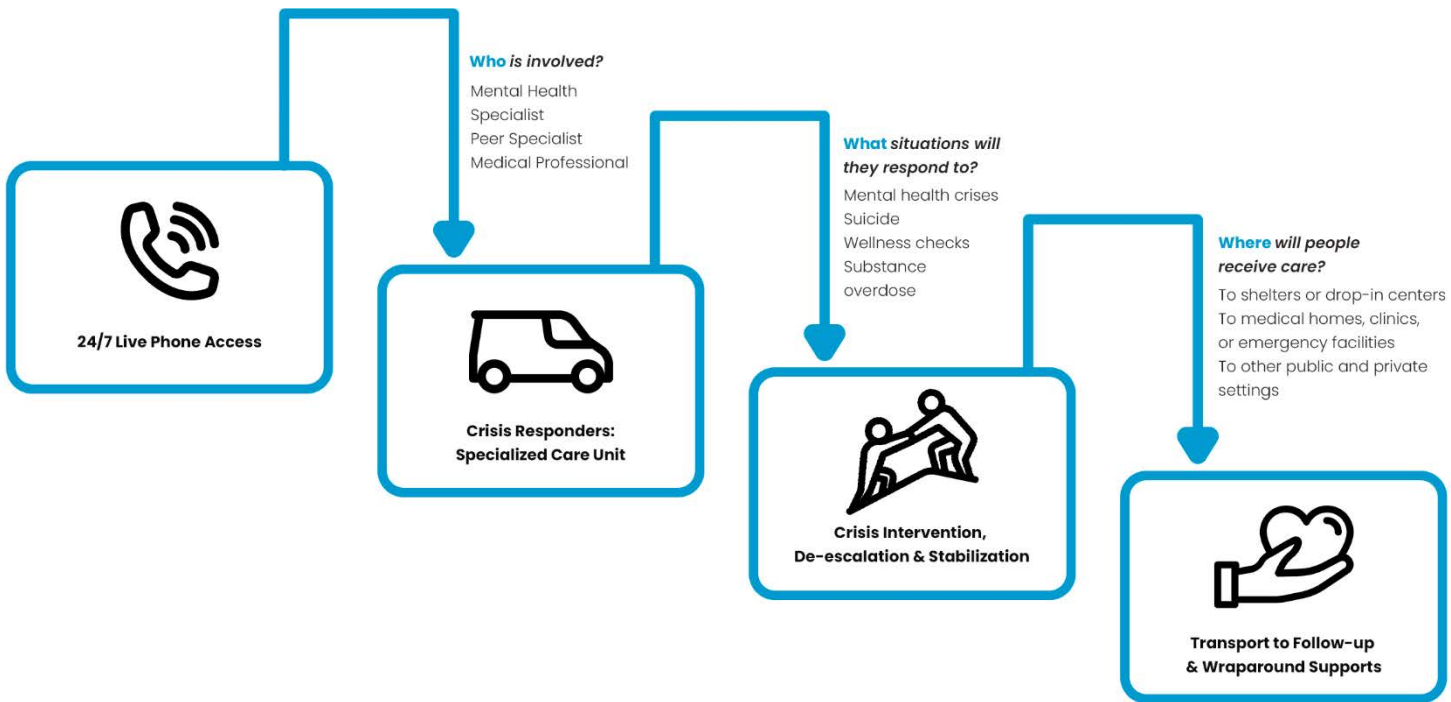 24/7 Live Phone Access
Who is involved?
Mental Health
Specialist
Peer Specialist
Medical Professional
Crisis Responders:
Specialized Care Unit
What situations will
they respond to?
Mental health crises
Suicide
Wellness checks
Substance
overdose
Crisis Intervention,
De-escalation & Stabilization
Where will people
receive care?
To shelters or drop-in centers
To medical homes, clinics,
or emergency facilities
To other public and private
settings
Transport to Follow-up
& Wraparound Supports